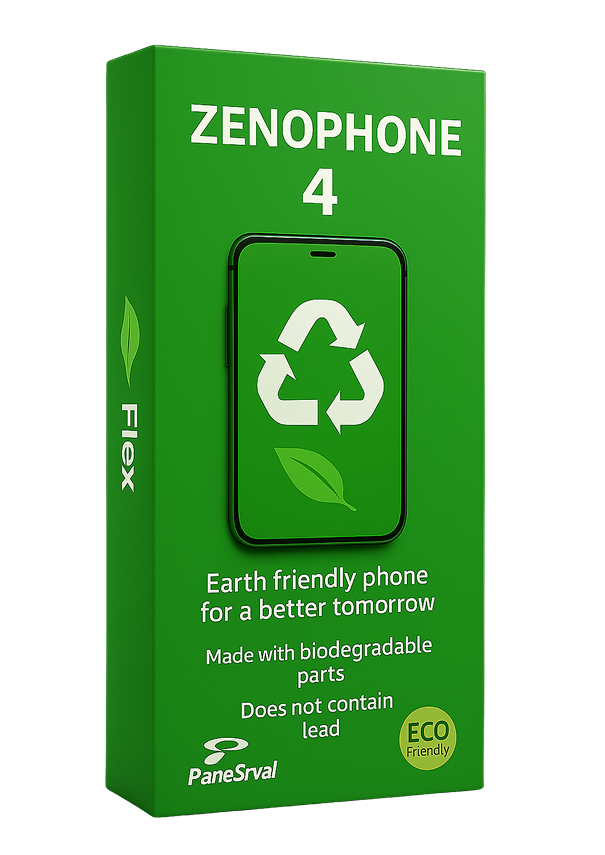 ZENOPHONE
4
Flex
Earth friendly phone
for a better tomorrow
Made with biodegradable
parts
Does not contain
lead
ECO
Friendly
PaneSrval